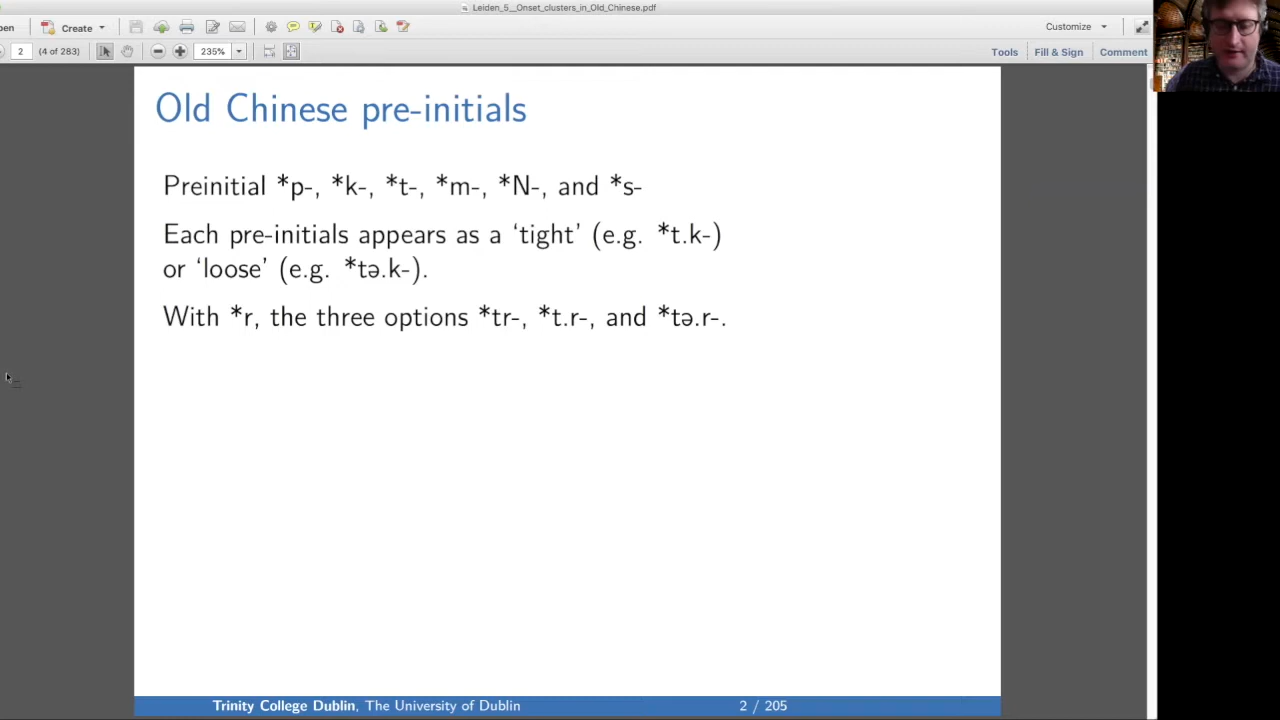 Leiden_5__Onset_clusters_in_Old_Chinese.pdf
Create
Customize
2 (4 of 283) 235% Tools Fill & Sign Comment
Old Chinese pre-initials
Preinitial *p-, *k-, *t-, *m-, *N-, and *s-
Each pre-initials appears as a ‘tight’ (e.g. *t.k-)
or ‘loose’ (e.g. *tə.k-).
With *r, the three options *tr-, *t.r-, and *tə.r-.
Trinity College Dublin, The University of Dublin 2 / 205